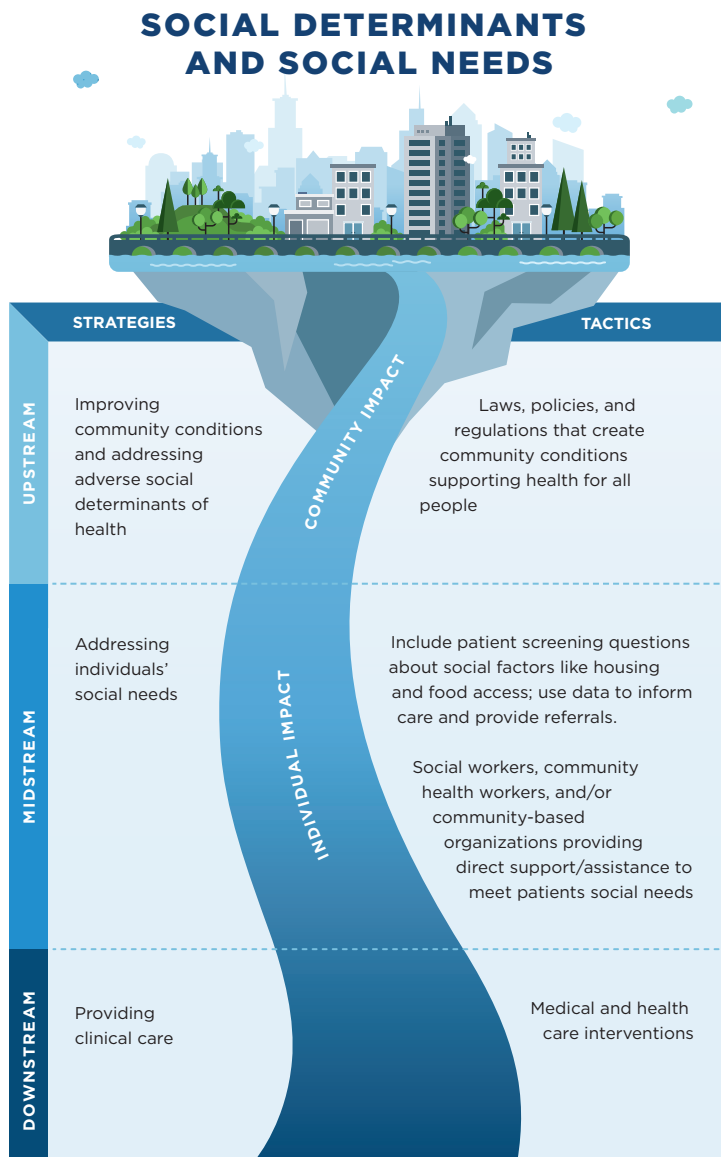 SOCIAL DETERMINANTS
AND SOCIAL NEEDS
STRATEGIES
TACTICS
COMMUNITY IMPACT
UPSTREAM
Improving
community conditions
and addressing
adverse social
determinants of
health
Laws, policies, and
regulations that create
community conditions
supporting health for all
people
INDIVIDUAL IMPACT
MIDSTREAM
Addressing
individuals’
social needs
Include patient screening questions
about social factors like housing
and food access; use data to inform
care and provide referrals.
Social workers, community
health workers, and/or
community-based
organizations providing
direct support/assistance to
meet patients social needs
DOWNSTREAM
Providing
clinical care
Medical and health
care interventions